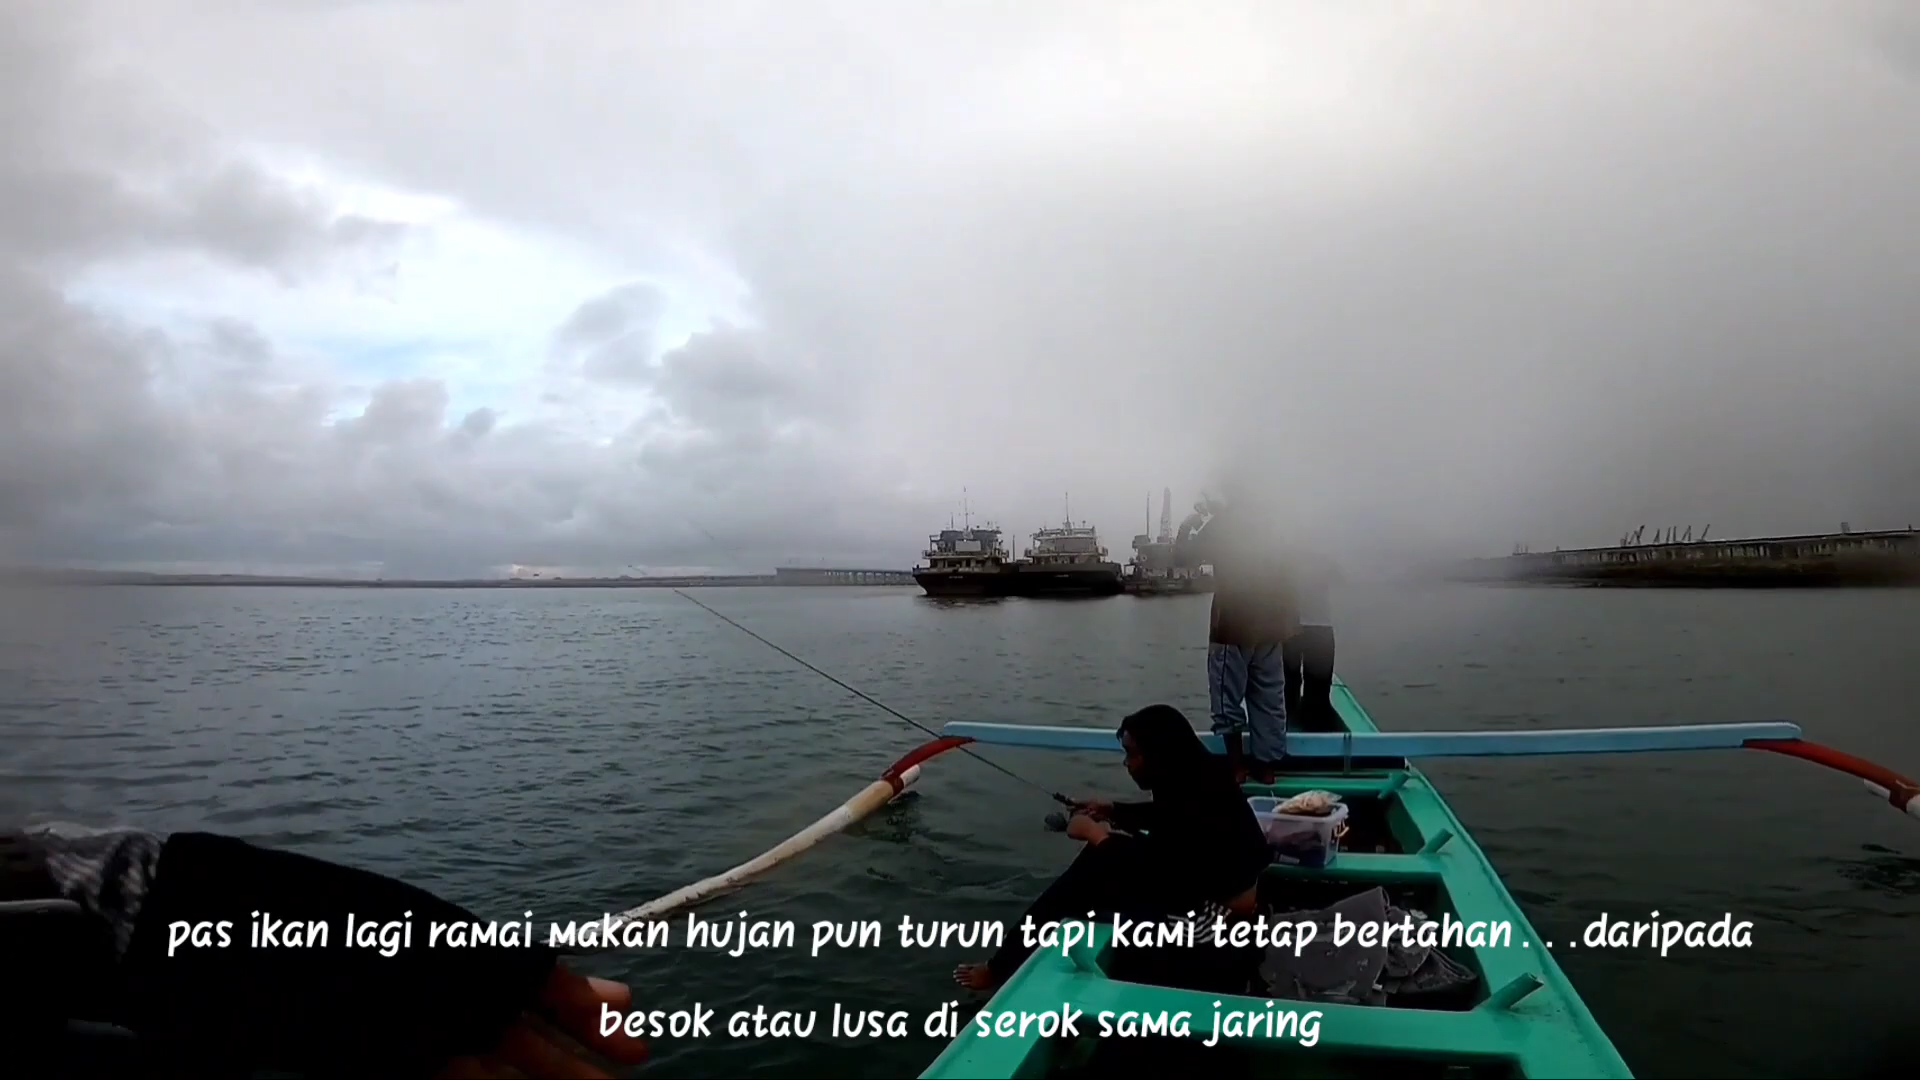 pas ikan lagi ramai makan hujan pun turun tapi kami tetap bertahan...daripada
besok atau lusa di serok sama jaring